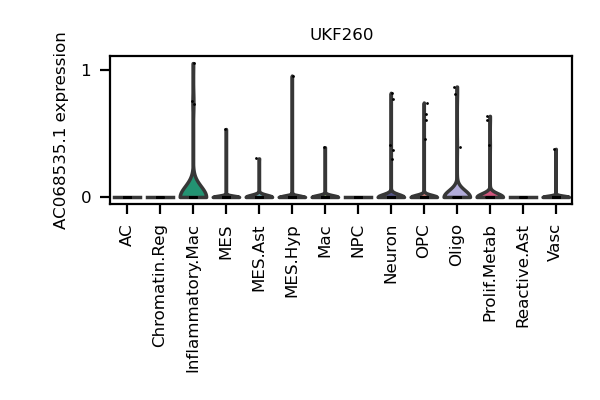 UKF260
AC068535.1 expression
1
0
AC
Chromatin.Reg
Inflammatory.Mac
MES
MES.Ast
MES.Hyp
Mac
NPC
Neuron
OPC
Oligo
Prolif.Metab
Reactive.Ast
Vasc